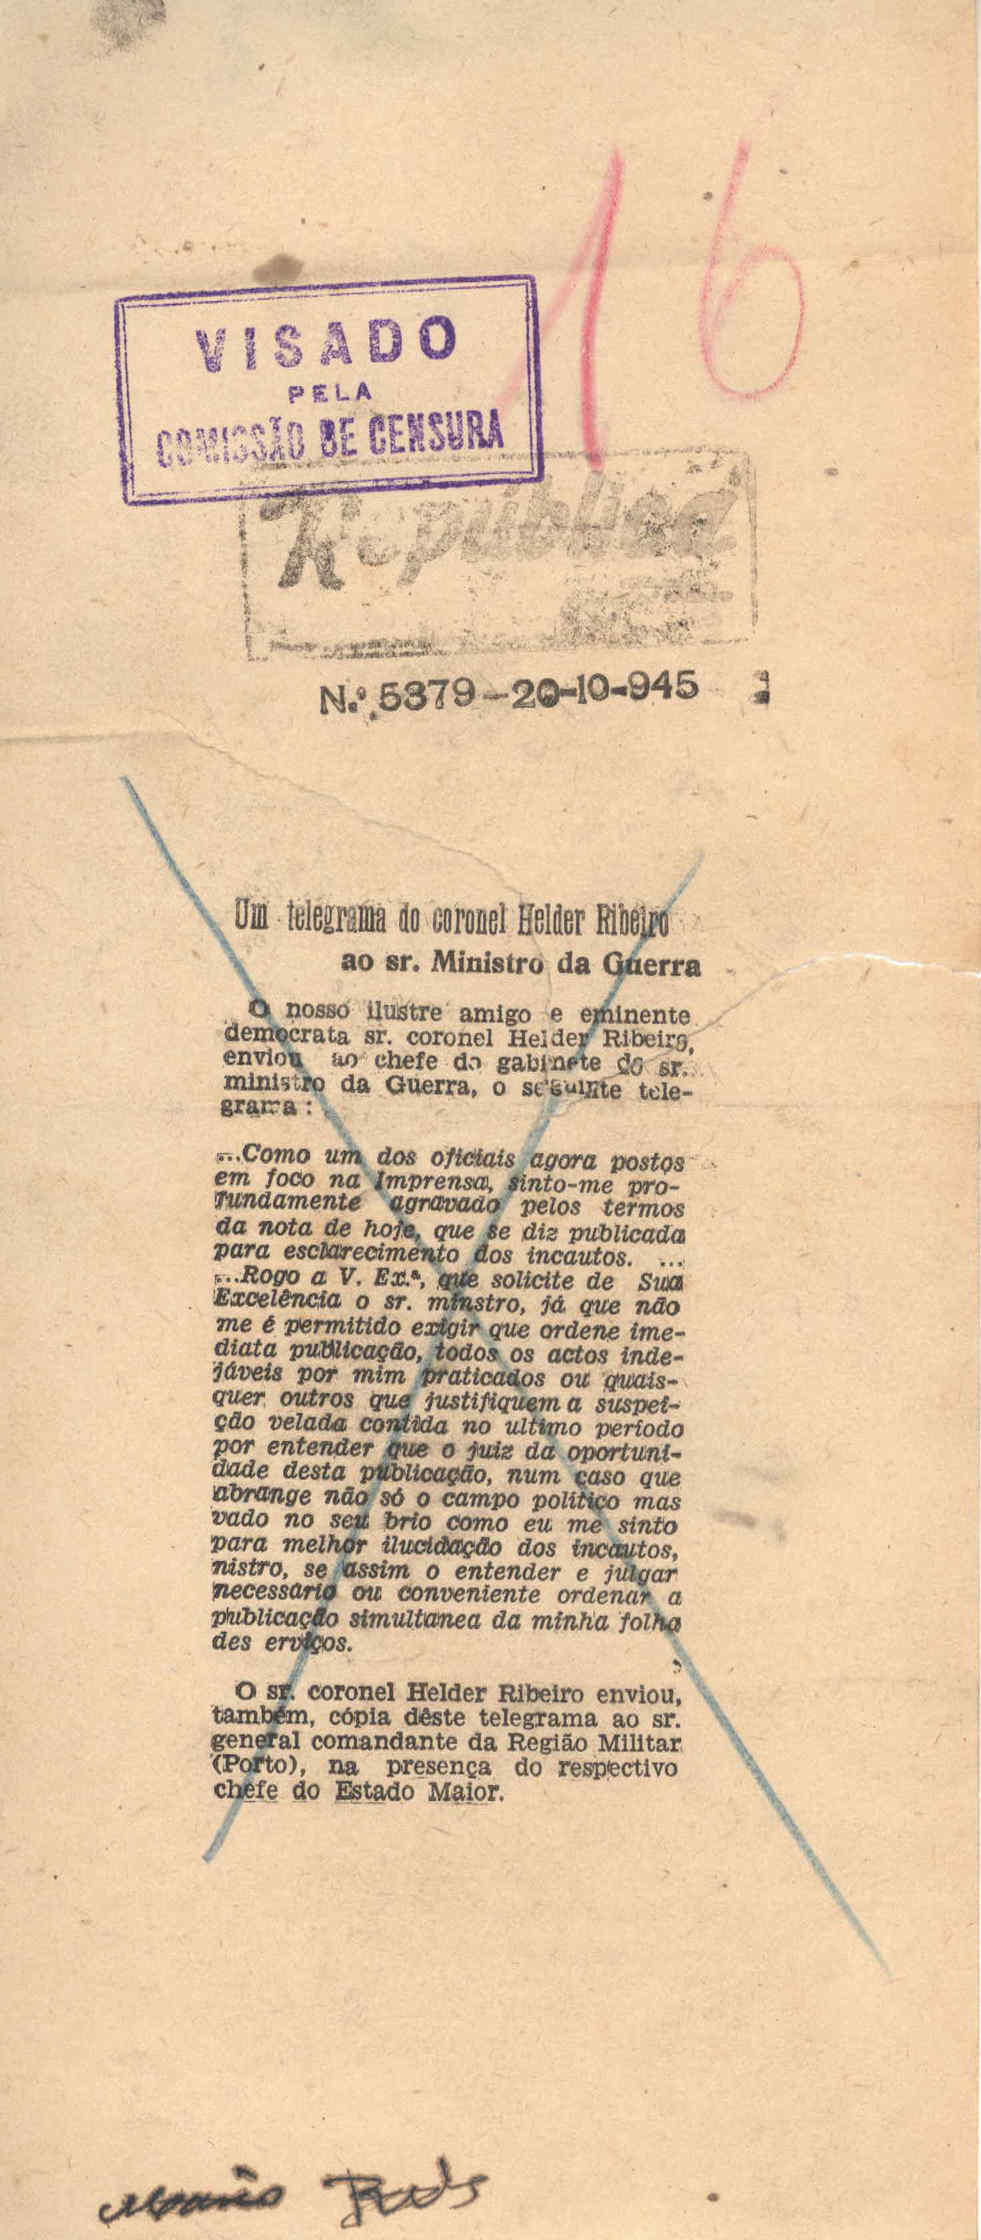 16
VISADO
PELA
COMISSÃO DE CENSURA
República
N.º 5379-20-10-945
Um telegrama do coronel Helder Ribeiro
ao sr. Ministro da Guerra
O nosso ilustre amigo e eminente
democrata sr. coronel Helder Ribeiro,
enviou ao chefe do gabinete do sr.
ministro da Guerra, o seguinte tele-
grama:
...Como um dos oficiais agora postos
em foco na Imprensa, sinto-me pro-
fundamente agravado pelos termos
da nota de hoje, que se diz publicada
para esclarecimento dos incautos. ...
...Rogo a V. Ex.ª, que solicite de Sua
Excelência o sr. minstro, já que não
me é permitido exigir que ordene ime-
diata publicação, todos os actos inde-
jáveis por mim praticados ou quais-
quer outros que justifiquem a suspei-
ção velada contida no ultimo periodo
por entender que o juiz da oportuni-
dade desta publicação, num caso que
abrange não só o campo politico mas
vado no seu brio como eu me sinto
para melhor ilucidação dos incautos,
nistro, se assim o entender e julgar
necessario ou conveniente ordenar a
publicação simultanea da minha folha
des erviços.
O sr. coronel Helder Ribeiro enviou,
também, cópia dêste telegrama ao sr.
general comandante da Região Militar
(Porto), na presença do respectivo
chefe do Estado Maior.